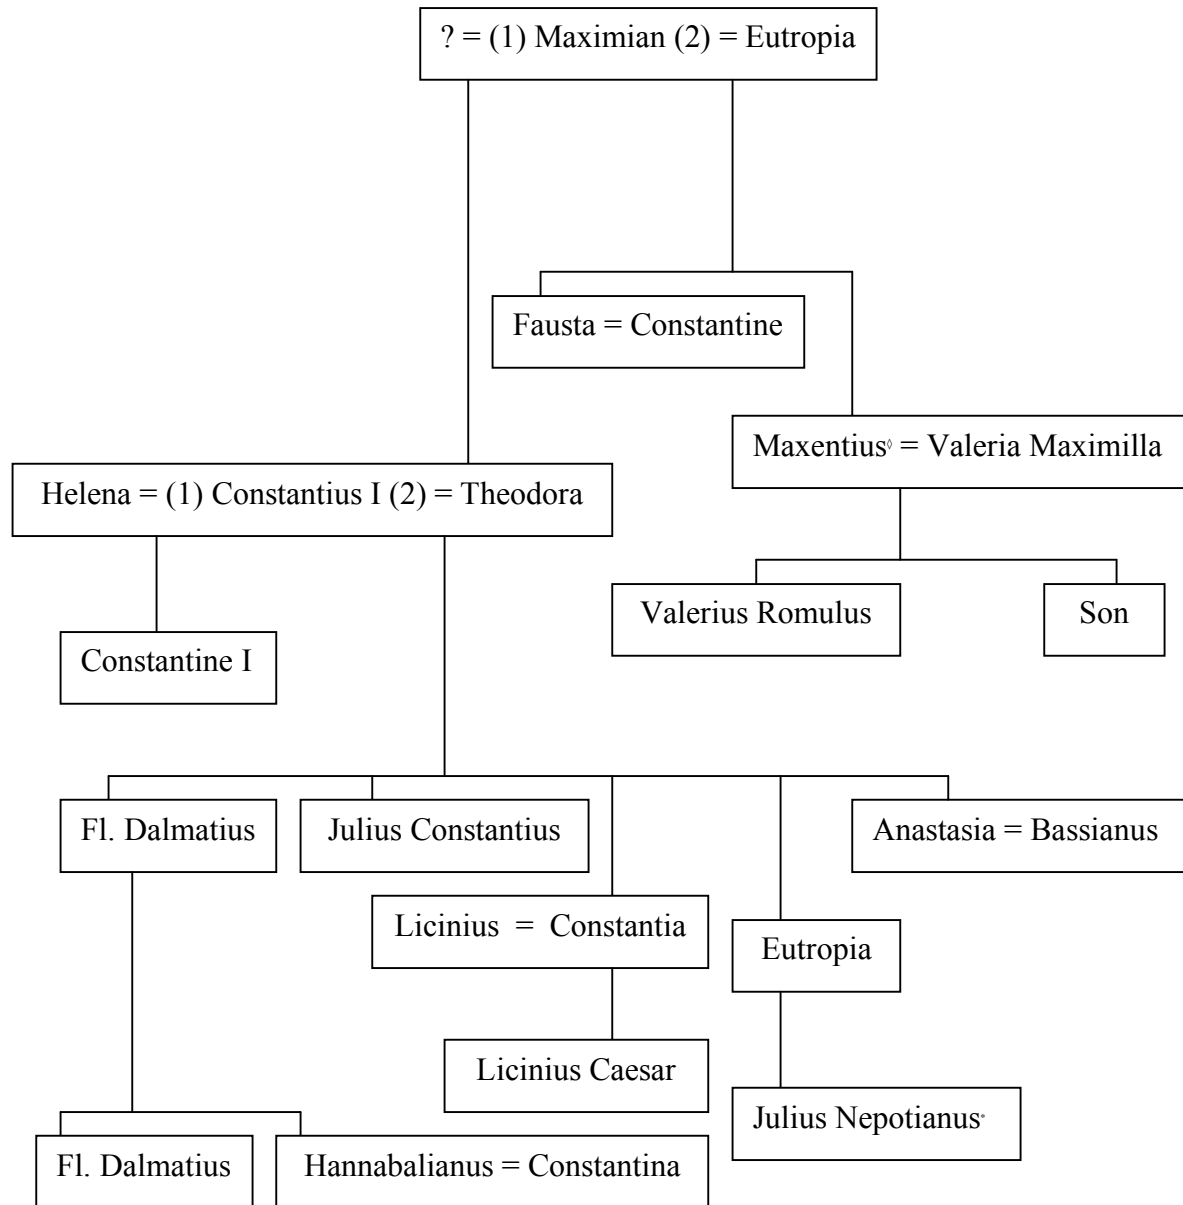 ? = (1) Maximian (2) = Eutropia
Fausta = Constantine
Maxentius◊ = Valeria Maximilla
Helena = (1) Constantius I (2) = Theodora
Valerius Romulus
Son
Constantine I
Fl. Dalmatius
Julius Constantius
Anastasia = Bassianus
Licinius = Constantia
Eutropia
Licinius Caesar
Julius Nepotianus*
Fl. Dalmatius
Hannabalianus = Constantina